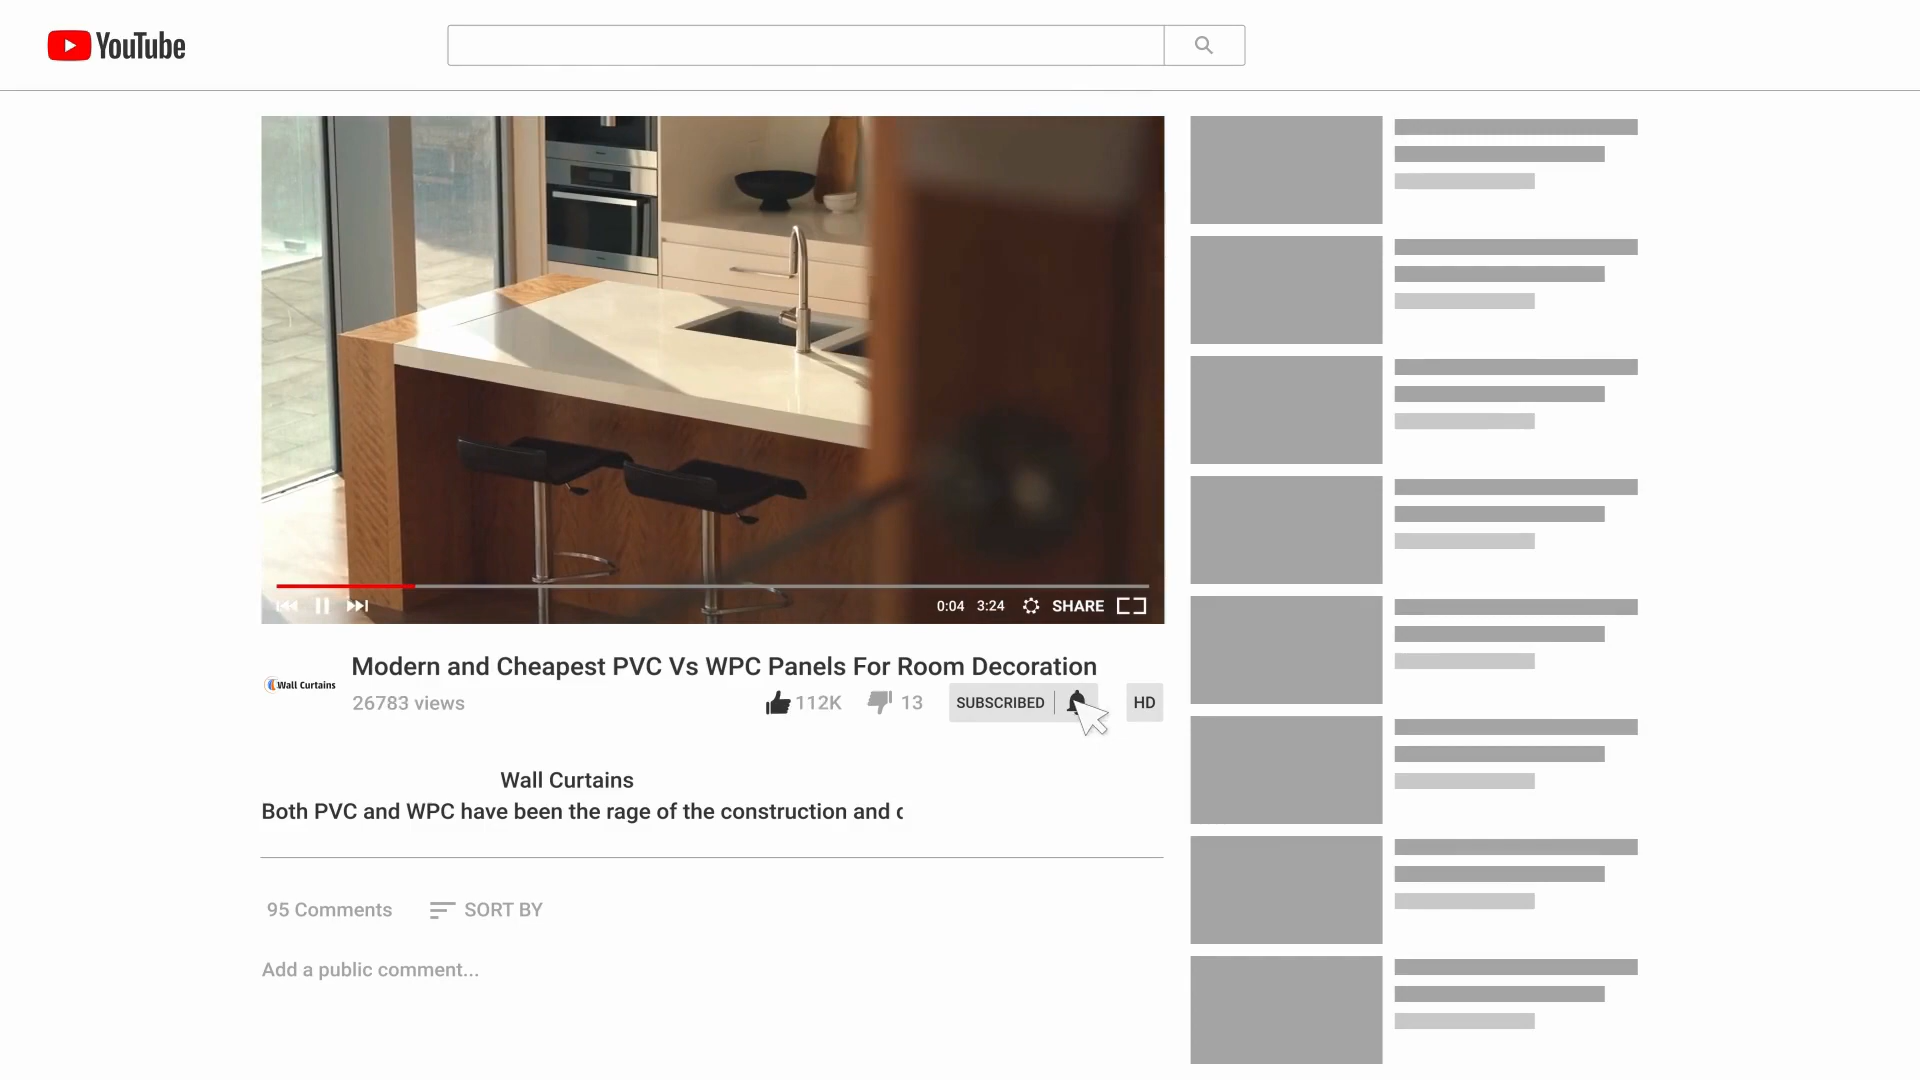 YouTube
0:04 3:24 SHARE
Modern and Cheapest PVC Vs WPC Panels For Room Decoration
Wall Curtains
26783 views
112K
13
SUBSCRIBED
HD
Wall Curtains
Both PVC and WPC have been the rage of the construction and
95 Comments
SORT BY
Add a public comment...